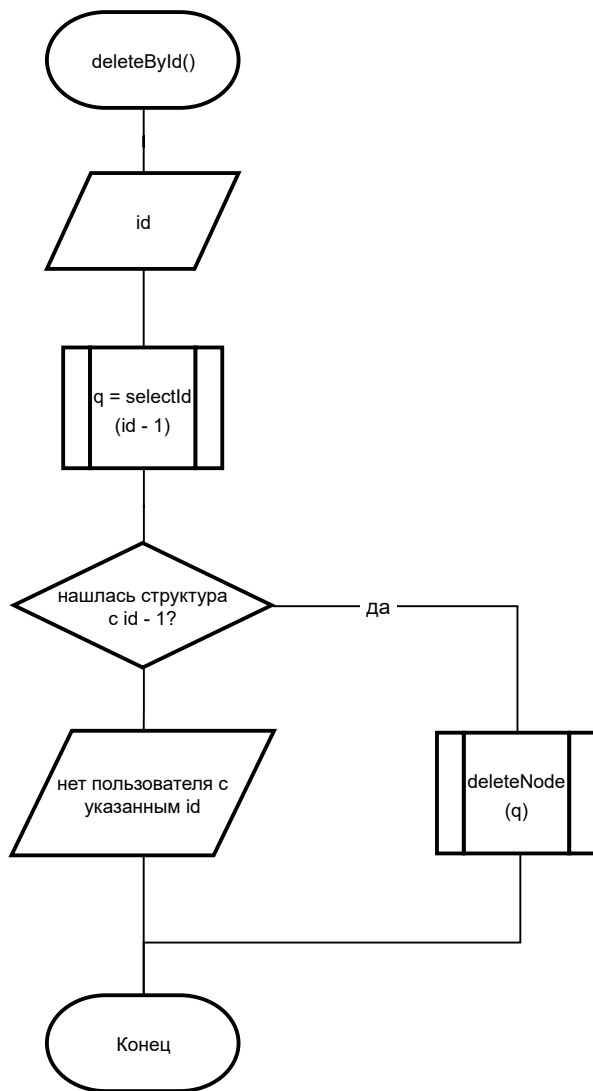 deleteById()
id
q = selectId
(id - 1)
нашлась структура
с id - 1?
да
нет пользователя с
указанным id
deleteNode
(q)
Конец